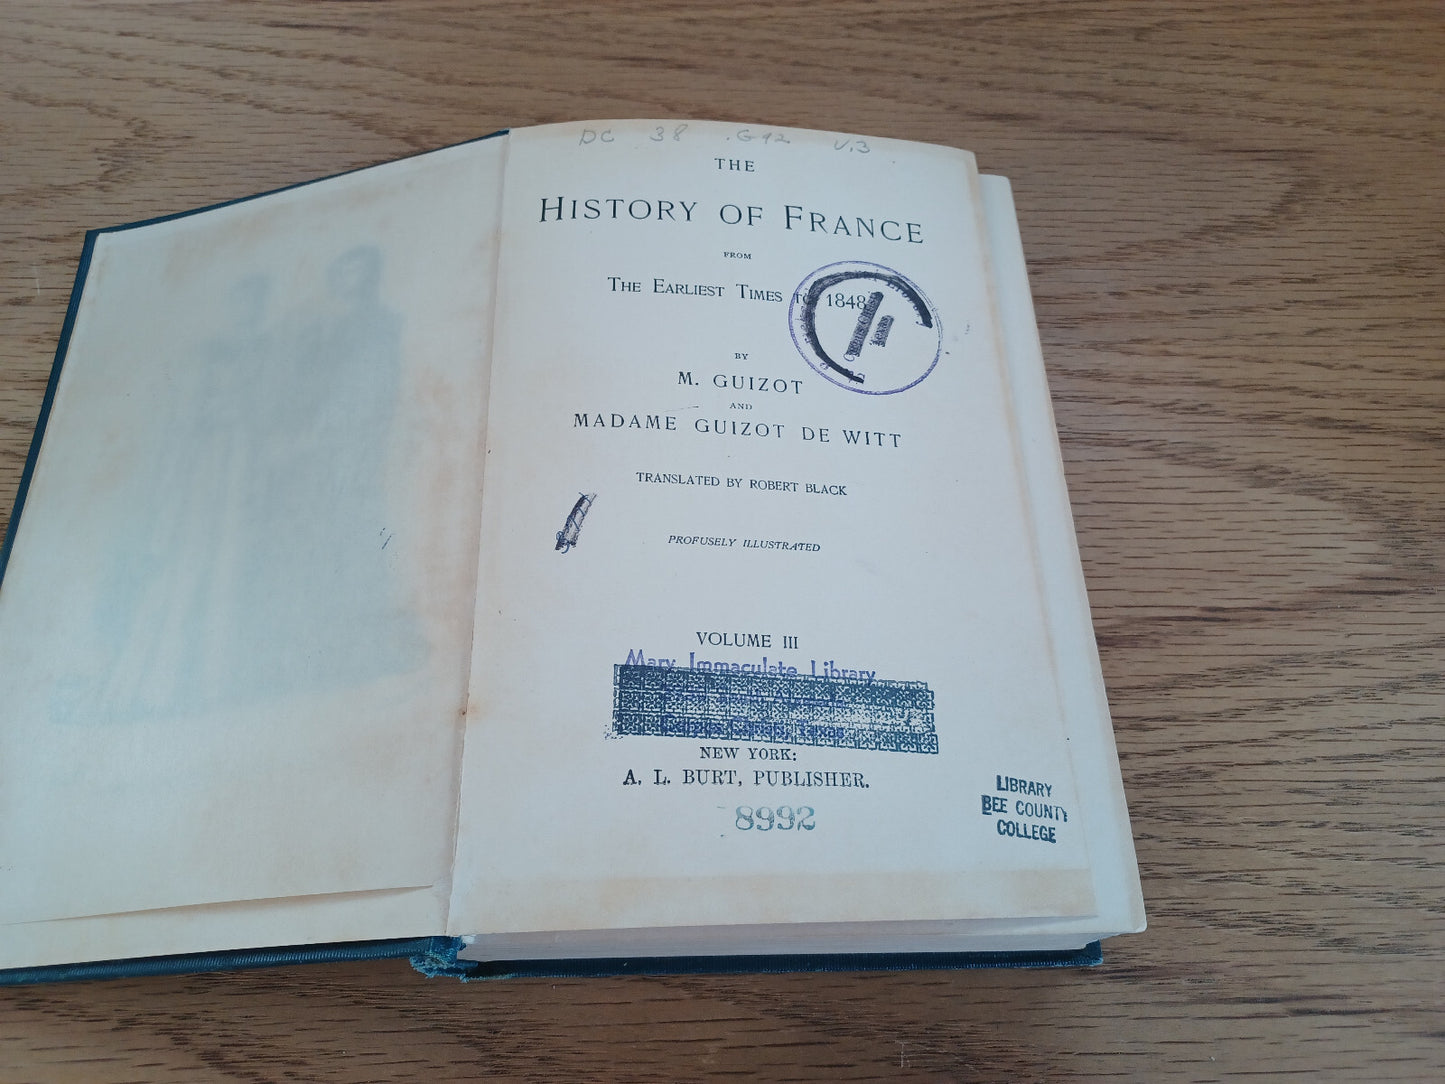 DC 38 .G92 V.3
THE
HISTORY OF FRANCE
FROM
THE EARLIEST TIMES TO 1848
BY
M. GUIZOT
AND
MADAME GUIZOT DE WITT
TRANSLATED BY ROBERT BLACK
PROFUSELY ILLUSTRATED
VOLUME III
Mary Immaculate Library
NEW YORK:
A. L. BURT, PUBLISHER.
8992
LIBRARY
BEE COUNTY
COLLEGE